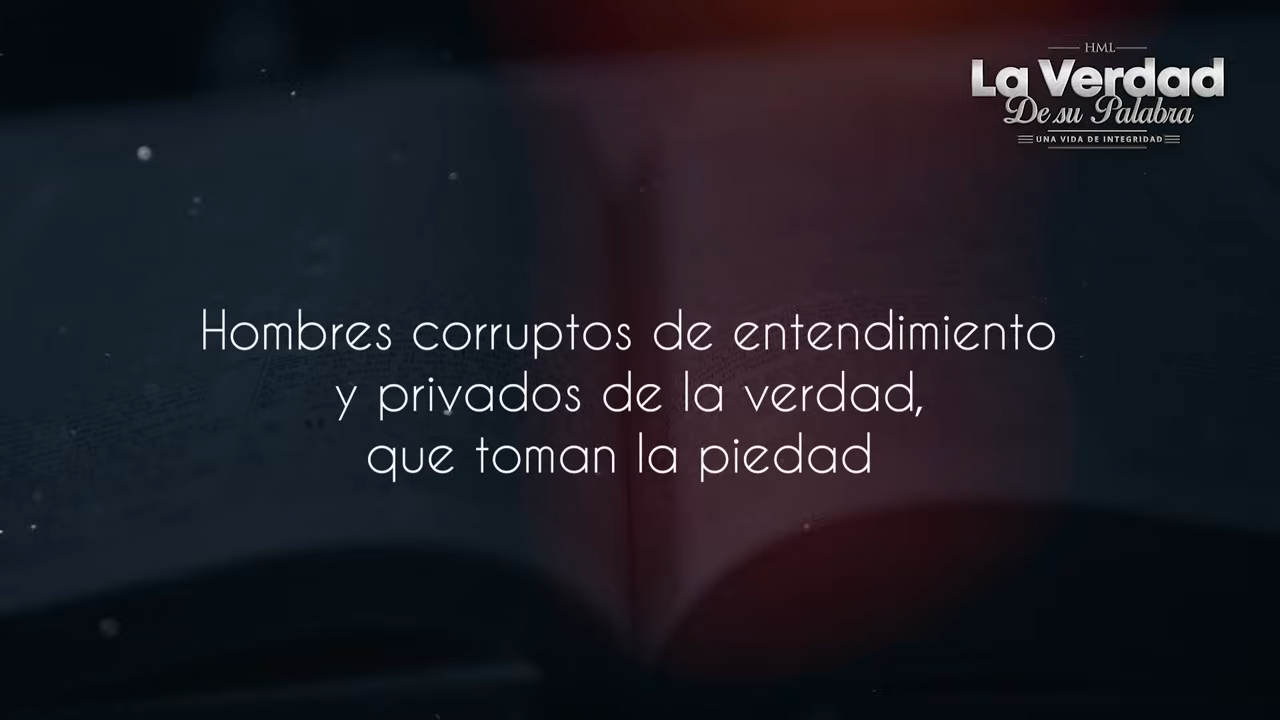 HML
La Verdad
De su Palabra
UNA VIDA DE INTEGRIDAD
Hombres corruptos de entendimiento
y privados de la verdad,
que toman la piedad